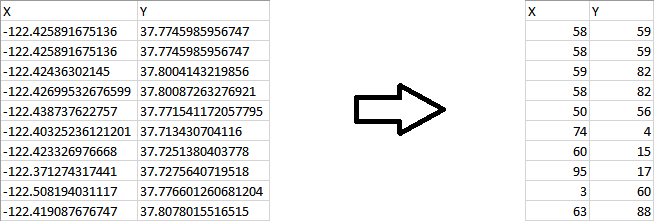 X Y X Y
-122.425891675136 37.7745985956747 58 59
-122.425891675136 37.7745985956747 58 59
-122.42436302145 37.8004143219856 59 82
-122.42699532676599 37.80087263276921 58 82
-122.438737622757 37.771541172057795 50 56
-122.40325236121201 37.713430704116 74 4
-122.423326976668 37.7251380403778 60 15
-122.371274317441 37.7275640719518 95 17
-122.508194031117 37.776601260681204 3 60
-122.419087676747 37.8078015516515 63 88